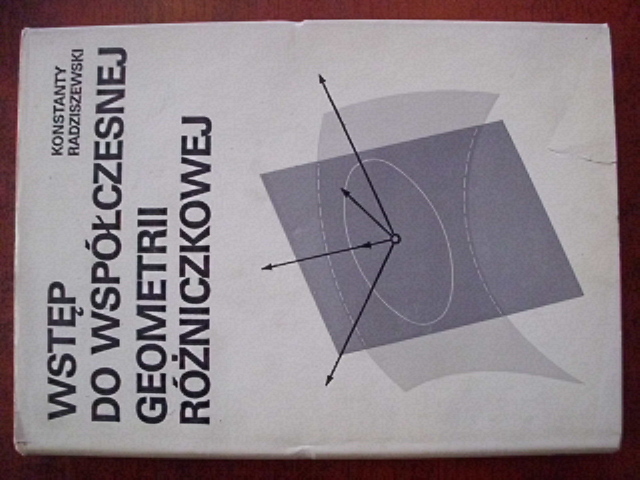 KONSTANTY
RADZISZEWSKI
WSTĘP
DO WSPÓŁCZESNEJ
GEOMETRII
RÓŻNICZKOWEJ